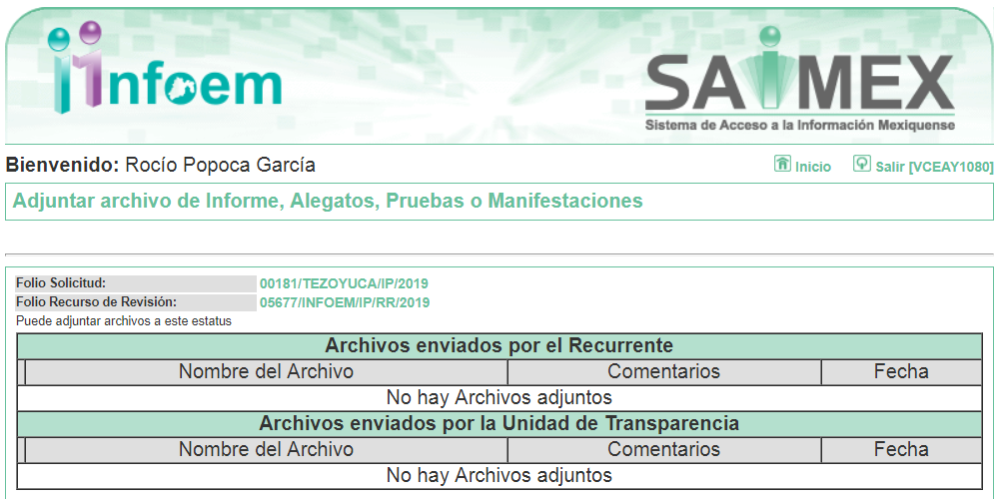 infoem
SAIMEX
Sistema de Acceso a la Información Mexiquense
Bienvenido: Rocío Popoca García
Inicio
Salir [VCEAY1080]
Adjuntar archivo de Informe, Alegatos, Pruebas o Manifestaciones
Folio Solicitud: 00181/TEZOYUCA/IP/2019
Folio Recurso de Revisión: 05677/INFOEM/IP/RR/2019
Puede adjuntar archivos a este estatus
Archivos enviados por el Recurrente
Nombre del Archivo Comentarios Fecha
No hay Archivos adjuntos
Archivos enviados por la Unidad de Transparencia
Nombre del Archivo Comentarios Fecha
No hay Archivos adjuntos